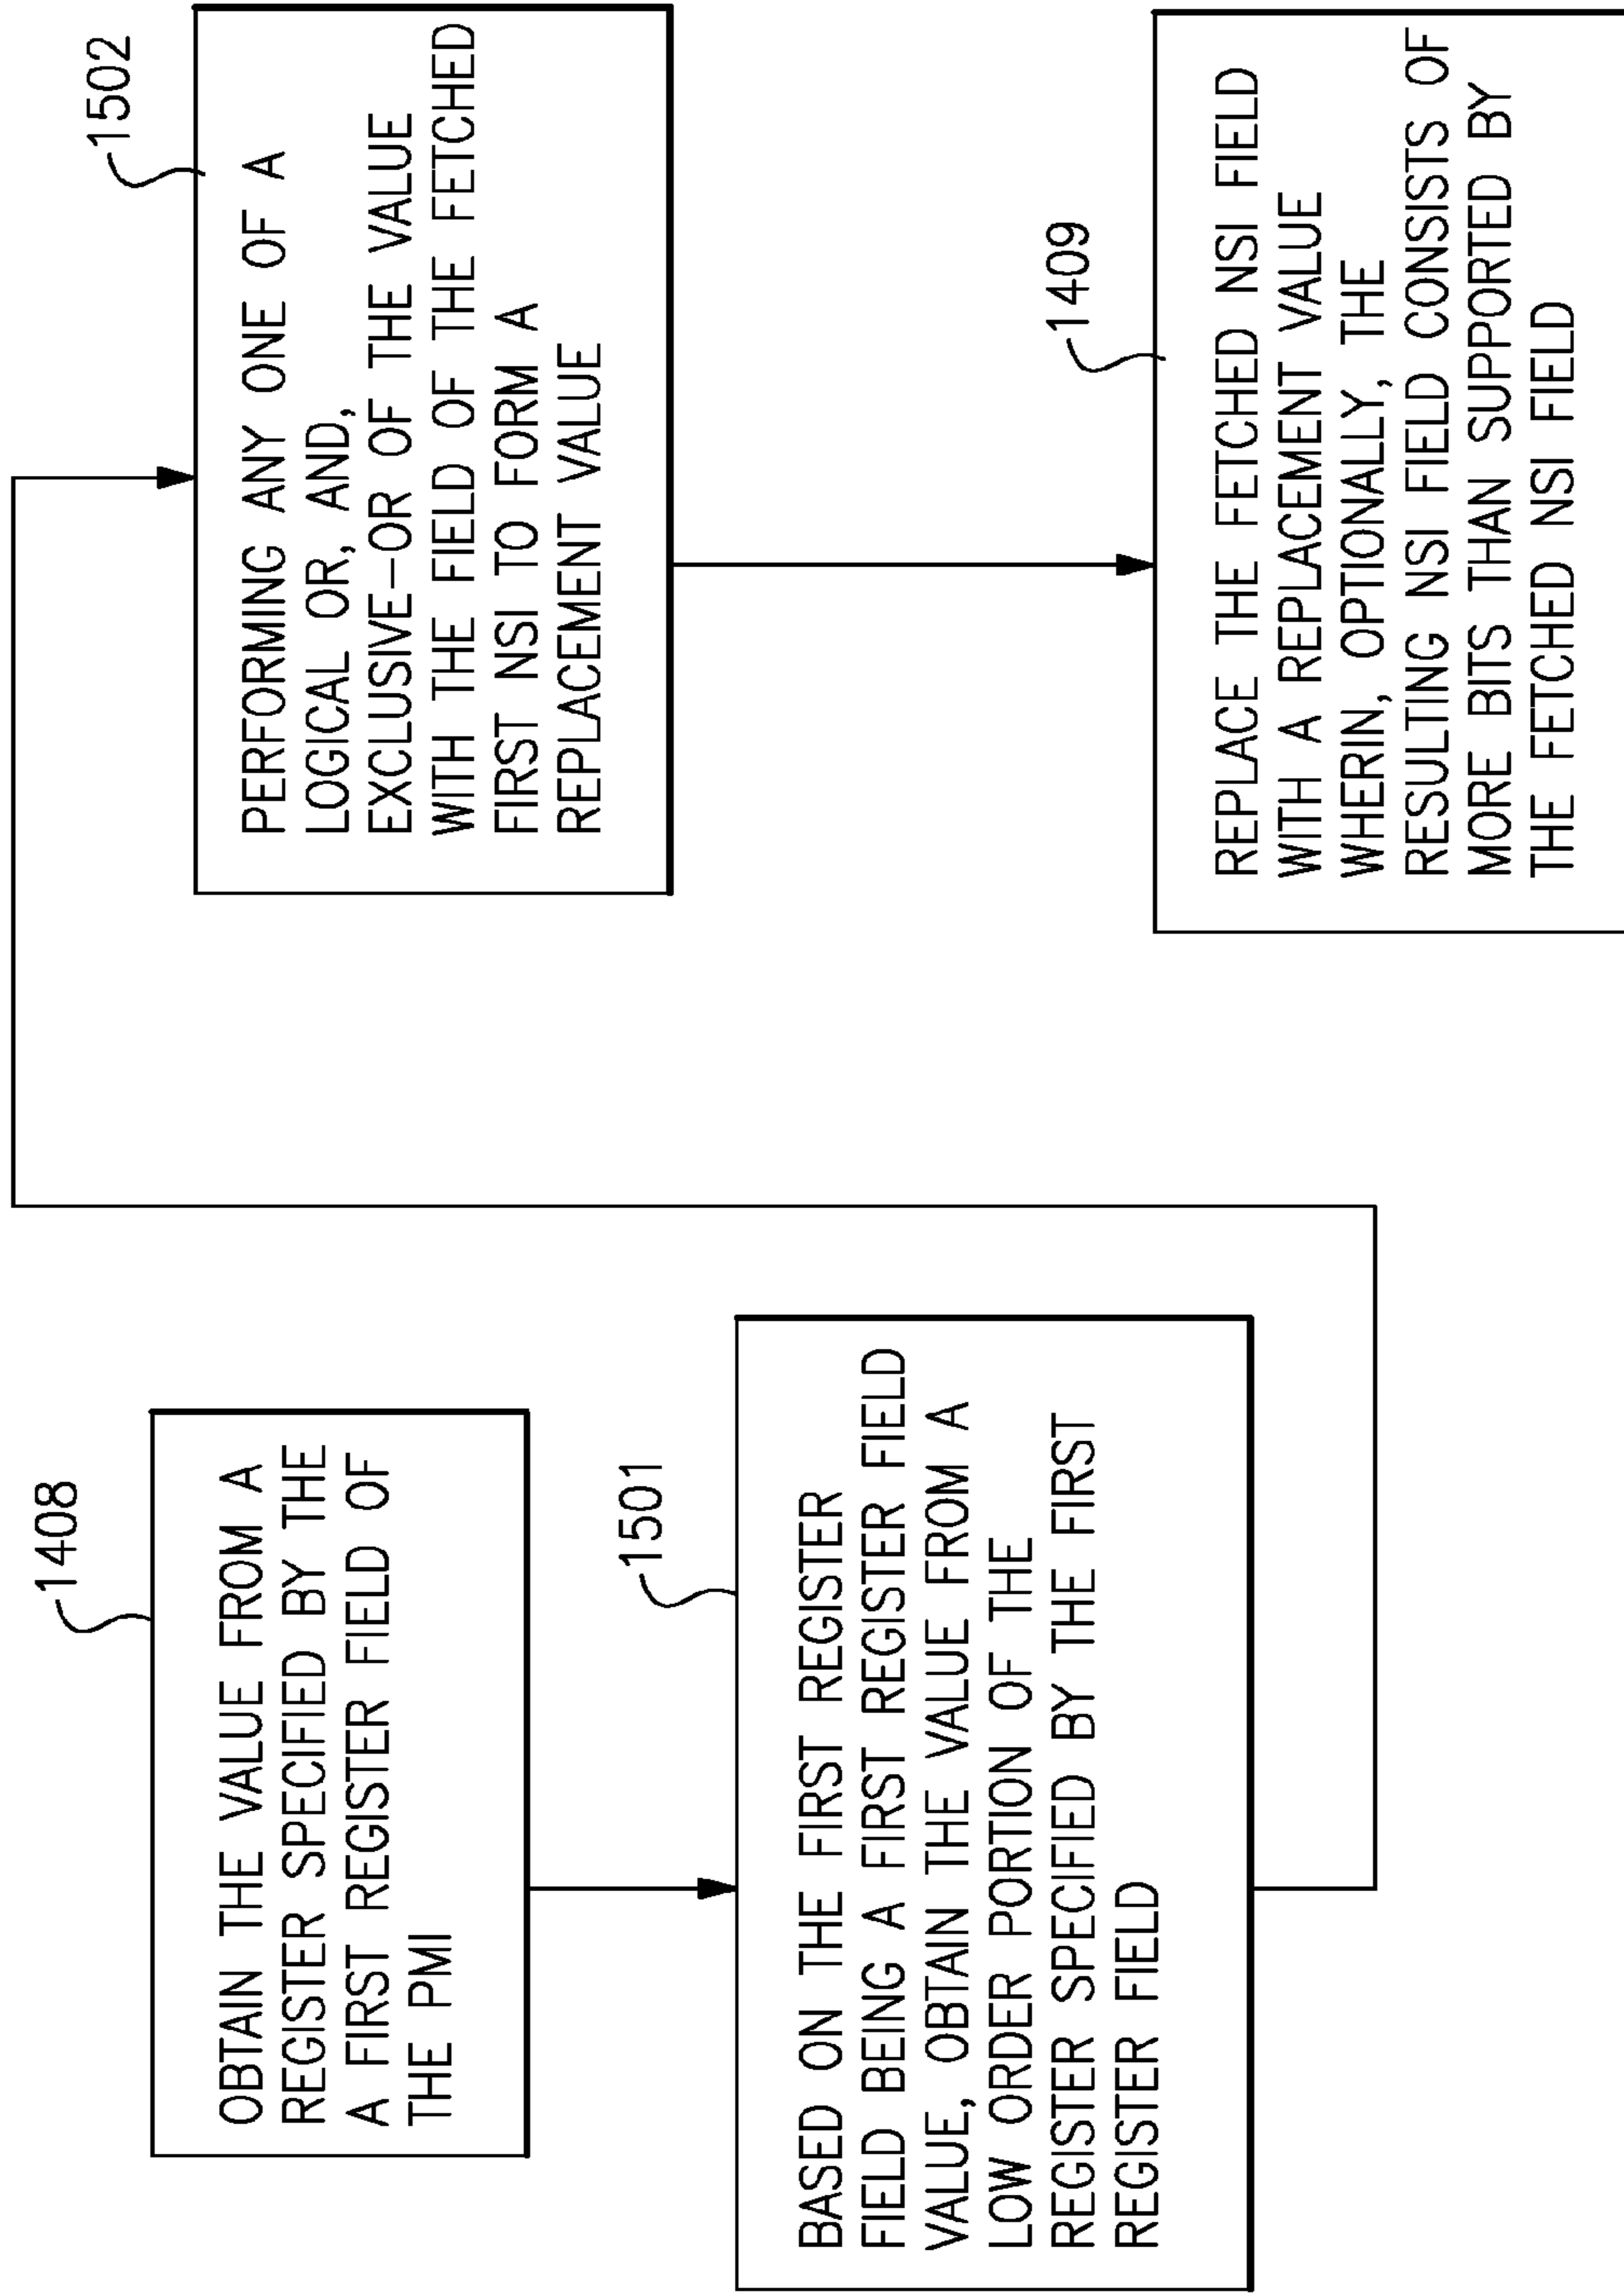 1408
OBTAIN THE VALUE FROM A
REGISTER SPECIFIED BY THE
A FIRST REGISTER FIELD OF
THE PMI
1501
BASED ON THE FIRST REGISTER
FIELD BEING A FIRST REGISTER FIELD
VALUE, OBTAIN THE VALUE FROM A
LOW ORDER PORTION OF THE
REGISTER SPECIFIED BY THE FIRST
REGISTER FIELD
1502
PERFORMING ANY ONE OF A
LOGICAL OR, AND,
EXCLUSIVE-OR OF THE VALUE
WITH THE FIELD OF THE FETCHED
FIRST NSI TO FORM A
REPLACEMENT VALUE
1409
REPLACE THE FETCHED NSI FIELD
WITH A REPLACEMENT VALUE
WHERIN, OPTIONALLY, THE
RESULTING NSI FIELD CONSISTS OF
MORE BITS THAN SUPPORTED BY
THE FETCHED NSI FIELD